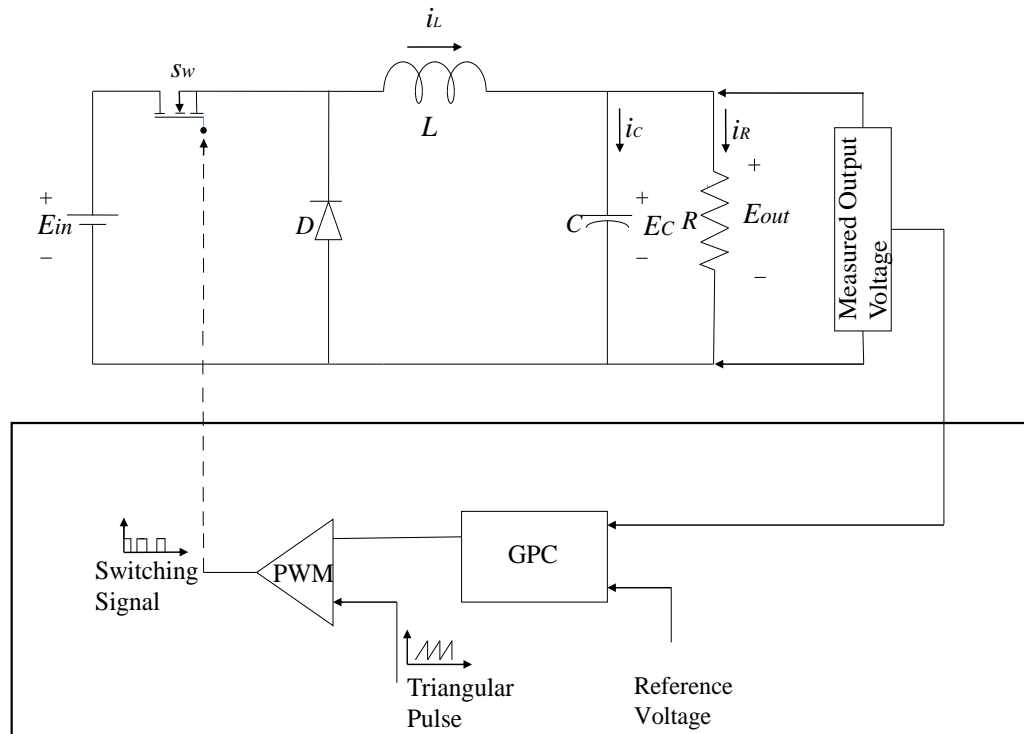 iL
sw
L
iC
iR
+
Ein
−
D
C
+
EC
−
R
+
Eout
−
Measured Output
Voltage
Switching
Signal
PWM
GPC
Triangular
Pulse
Reference
Voltage